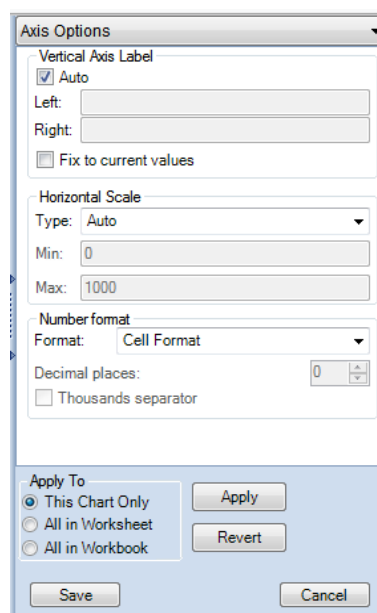 Axis Options
Vertical Axis Label
Auto
Left:
Right:
Fix to current values
Horizontal Scale
Type: Auto
Min: 0
Max: 1000
Number format
Format: Cell Format
Decimal places: 0
Thousands separator
Apply To
This Chart Only
All in Worksheet
All in Workbook
Apply
Revert
Save Cancel